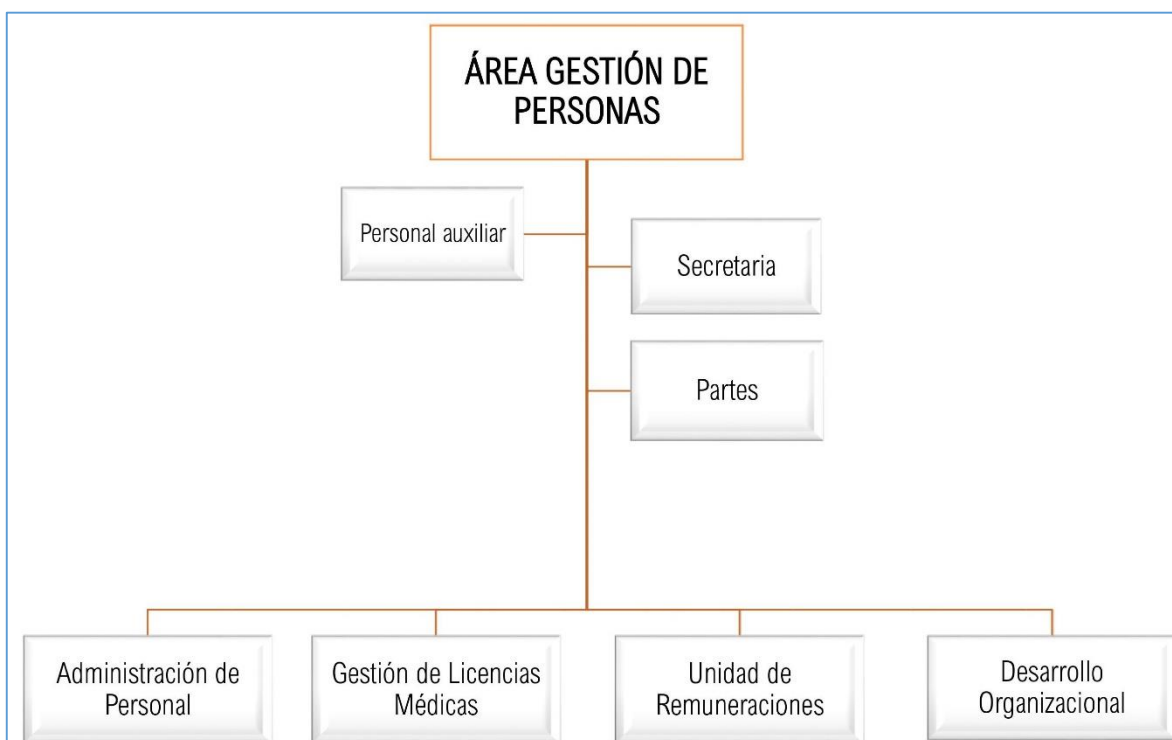 ÁREA GESTIÓN DE
PERSONAS
Personal auxiliar
Secretaria
Partes
Administración de
Personal
Gestión de Licencias
Médicas
Unidad de
Remuneraciones
Desarrollo
Organizacional